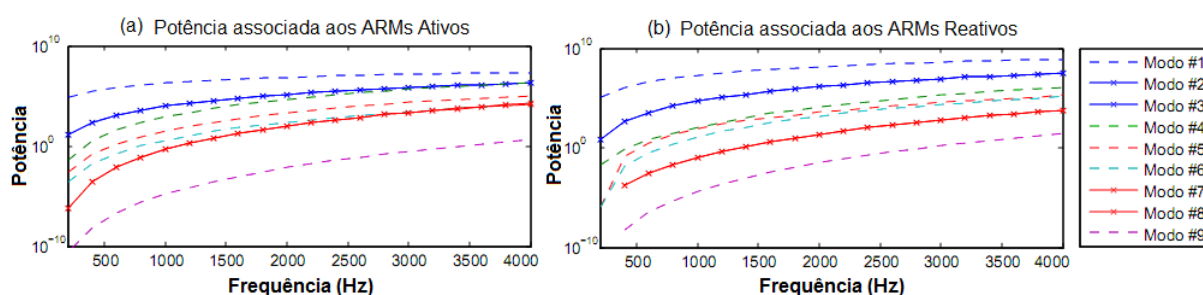 (a) Potência associada aos ARMs Ativos
10^10
10^0
10^-10
Potência
500 1000 1500 2000 2500 3000 3500 4000
Frequência (Hz)
(b) Potência associada aos ARMs Reativos
10^10
10^0
10^-10
Potência
500 1000 1500 2000 2500 3000 3500 4000
Frequência (Hz)
Modo #1
Modo #2
Modo #3
Modo #4
Modo #5
Modo #6
Modo #7
Modo #8
Modo #9